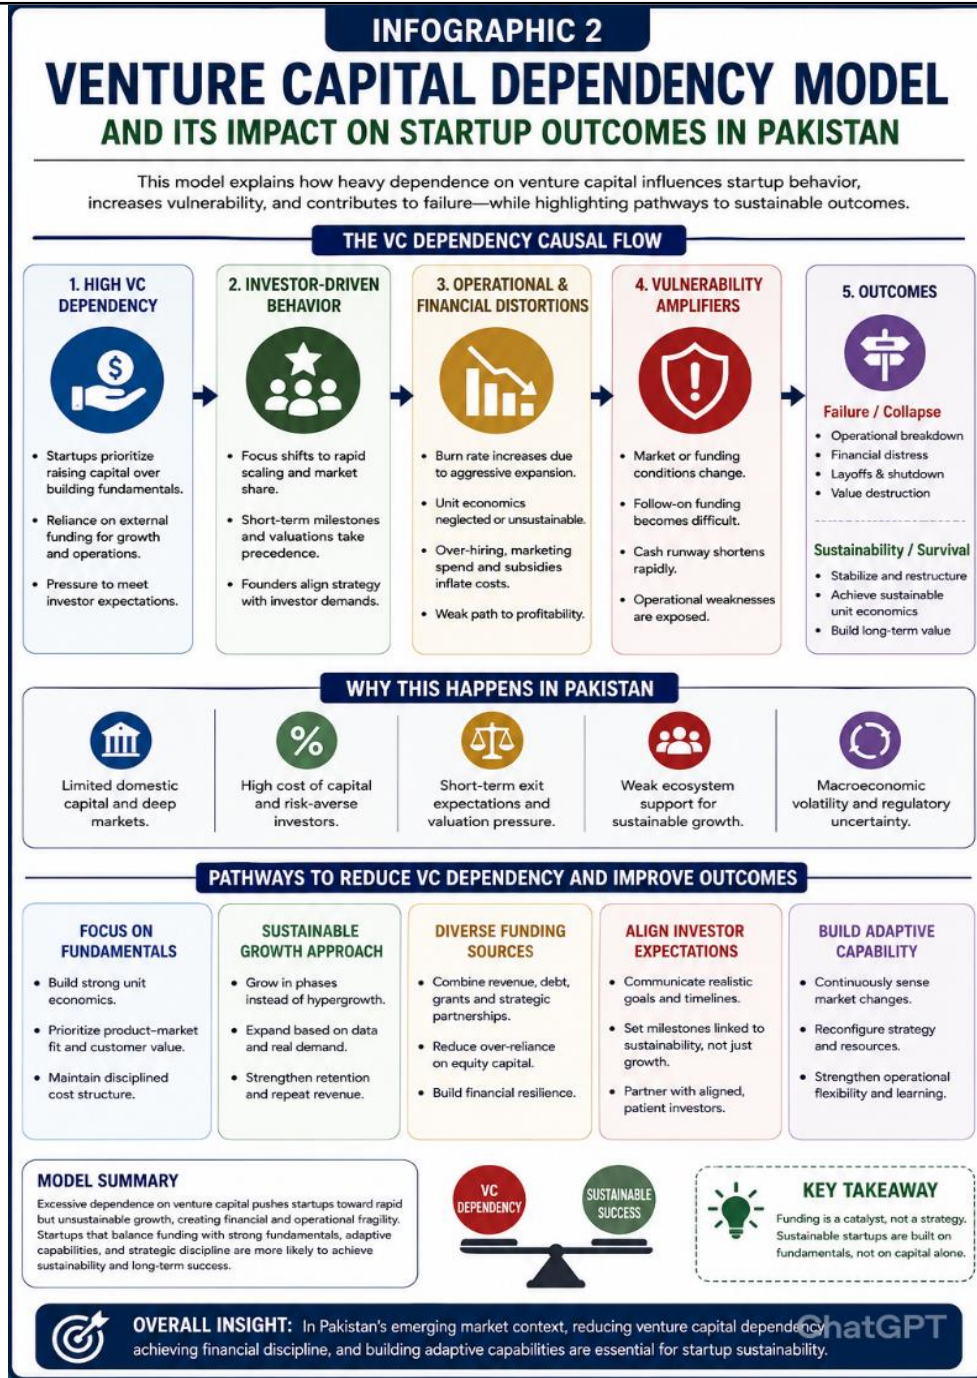 INFOGRAPHIC 2
VENTURE CAPITAL DEPENDENCY MODEL
AND ITS IMPACT ON STARTUP OUTCOMES IN PAKISTAN
This model explains how heavy dependence on venture capital influences startup behavior,
increases vulnerability, and contributes to failure—while highlighting pathways to sustainable outcomes.
THE VC DEPENDENCY CAUSAL FLOW
1. HIGH VC
DEPENDENCY
$
• Startups prioritize
raising capital over
building fundamentals.
• Reliance on external
funding for growth
and operations.
• Pressure to meet
investor expectations.
2. INVESTOR-DRIVEN
BEHAVIOR
• Focus shifts to rapid
scaling and market
share.
• Short-term milestones
and valuations take
precedence.
• Founders align strategy
with investor demands.
3. OPERATIONAL &
FINANCIAL DISTORTIONS
• Burn rate increases due
to aggressive expansion.
• Unit economics
neglected or unsustainable.
• Over-hiring, marketing
spend and subsidies
inflate costs.
• Weak path to profitability.
4. VULNERABILITY
AMPLIFIERS
!
• Market or funding
conditions change.
• Follow-on funding
becomes difficult.
• Cash runway shortens
rapidly.
• Operational weaknesses
are exposed.
5. OUTCOMES
Failure / Collapse
• Operational breakdown
• Financial distress
• Layoffs & shutdown
• Value destruction
Sustainability / Survival
• Stabilize and restructure
• Achieve sustainable
unit economics
• Build long-term value
WHY THIS HAPPENS IN PAKISTAN
Limited domestic
capital and deep
markets.
%
High cost of capital
and risk-averse
investors.
Short-term exit
expectations and
valuation pressure.
Weak ecosystem
support for
sustainable growth.
Macroeconomic
volatility and regulatory
uncertainty.
PATHWAYS TO REDUCE VC DEPENDENCY AND IMPROVE OUTCOMES
FOCUS ON
FUNDAMENTALS
• Build strong unit
economics.
• Prioritize product–market
fit and customer value.
• Maintain disciplined
cost structure.
SUSTAINABLE
GROWTH APPROACH
• Grow in phases
instead of hypergrowth.
• Expand based on data
and real demand.
• Strengthen retention
and repeat revenue.
DIVERSE FUNDING
SOURCES
• Combine revenue, debt,
grants and strategic
partnerships.
• Reduce over-reliance
on equity capital.
• Build financial resilience.
ALIGN INVESTOR
EXPECTATIONS
• Communicate realistic
goals and timelines.
• Set milestones linked to
sustainability, not just
growth.
• Partner with aligned,
patient investors.
BUILD ADAPTIVE
CAPABILITY
• Continuously sense
market changes.
• Reconfigure strategy
and resources.
• Strengthen operational
flexibility and learning.
MODEL SUMMARY
Excessive dependence on venture capital pushes startups toward rapid
but unsustainable growth, creating financial and operational fragility.
Startups that balance funding with strong fundamentals, adaptive
capabilities, and strategic discipline are more likely to achieve
sustainability and long-term success.
VC
DEPENDENCY
SUSTAINABLE
SUCCESS
KEY TAKEAWAY
Funding is a catalyst, not a strategy.
Sustainable startups are built on
fundamentals, not on capital alone.
OVERALL INSIGHT: In Pakistan's emerging market context, reducing venture capital dependency
achieving financial discipline, and building adaptive capabilities are essential for startup sustainability.
ChatGPT